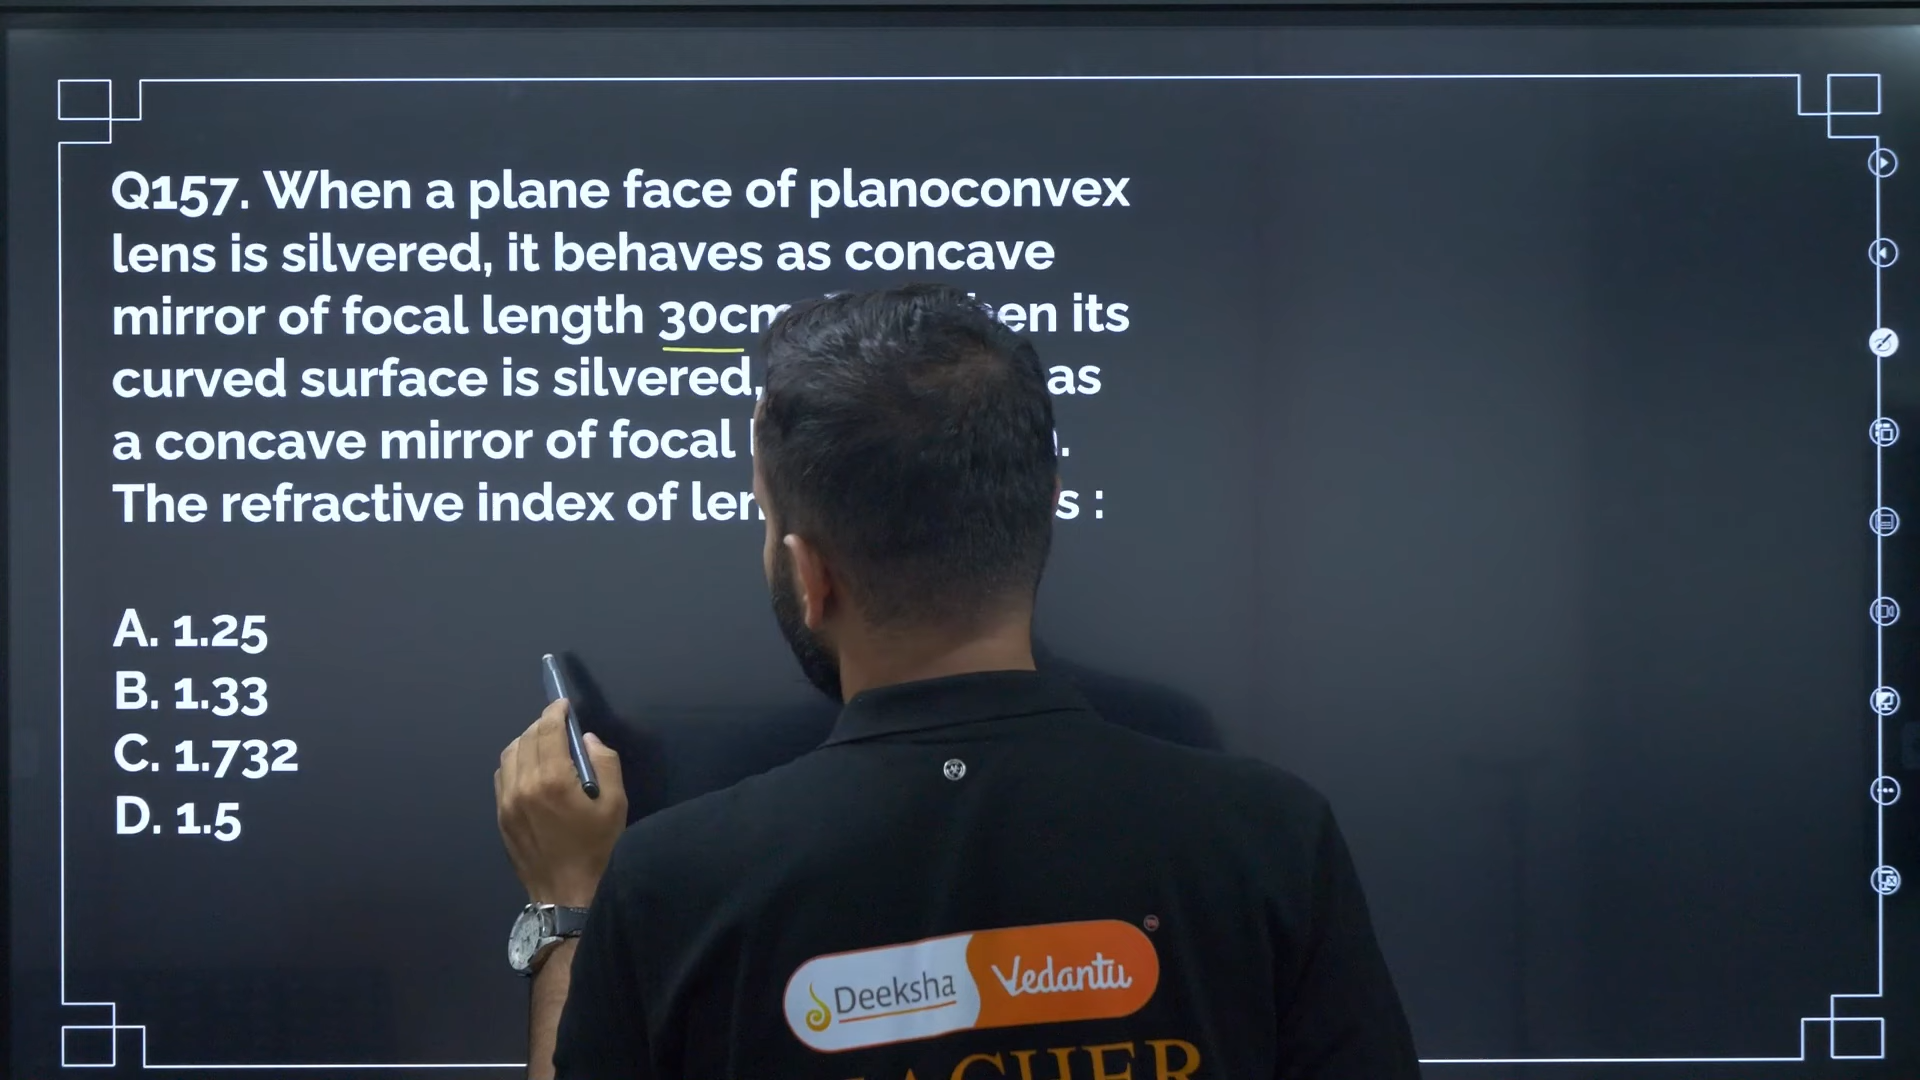 Q157. When a plane face of planoconvex
lens is silvered, it behaves as concave
mirror of focal length 30cm its
curved surface is silvered, as
a concave mirror of focal
The refractive index of :
A. 1.25
B. 1.33
C. 1.732
D. 1.5
Deeksha Vedantu